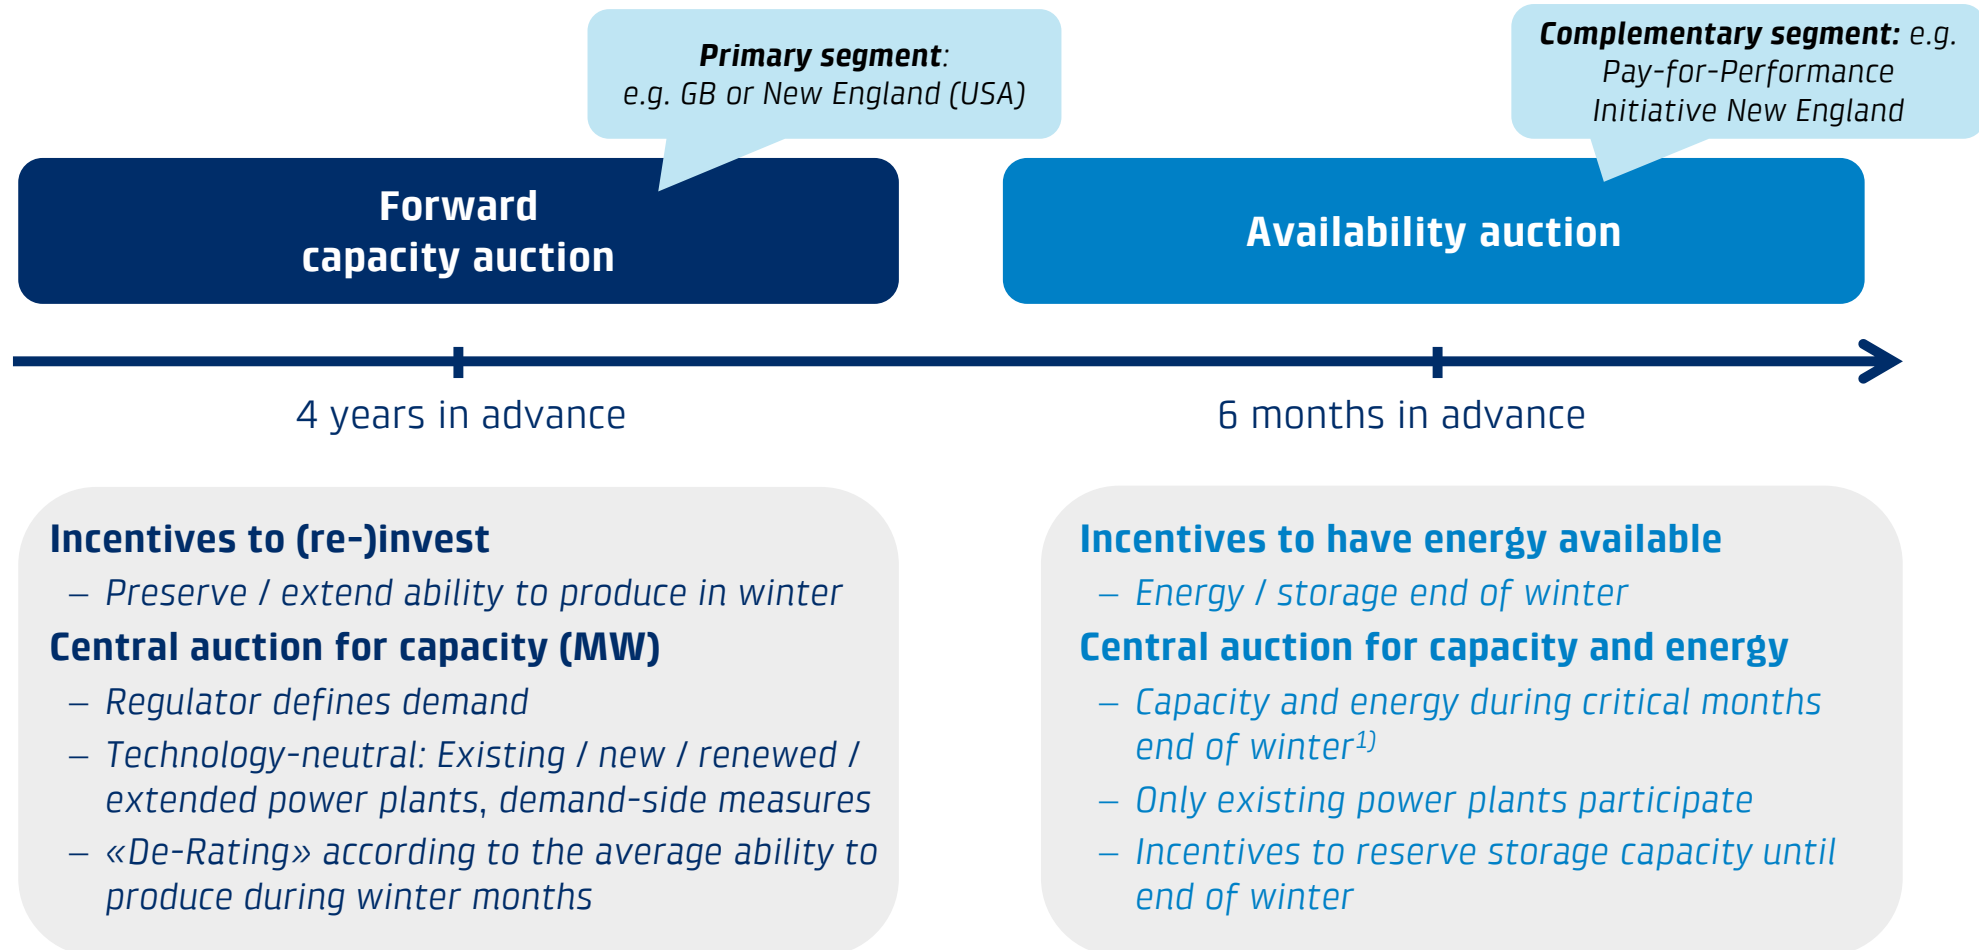 Primary segment:
e.g. GB or New England (USA)
Complementary segment: e.g.
Pay-for-Performance
Initiative New England
Forward
capacity auction
Availability auction
4 years in advance
6 months in advance
Incentives to (re-)invest
– Preserve / extend ability to produce in winter
Central auction for capacity (MW)
– Regulator defines demand
– Technology-neutral: Existing / new / renewed /
extended power plants, demand-side measures
– «De-Rating» according to the average ability to
produce during winter months
Incentives to have energy available
– Energy / storage end of winter
Central auction for capacity and energy
– Capacity and energy during critical months
end of winter¹⁾
– Only existing power plants participate
– Incentives to reserve storage capacity until
end of winter